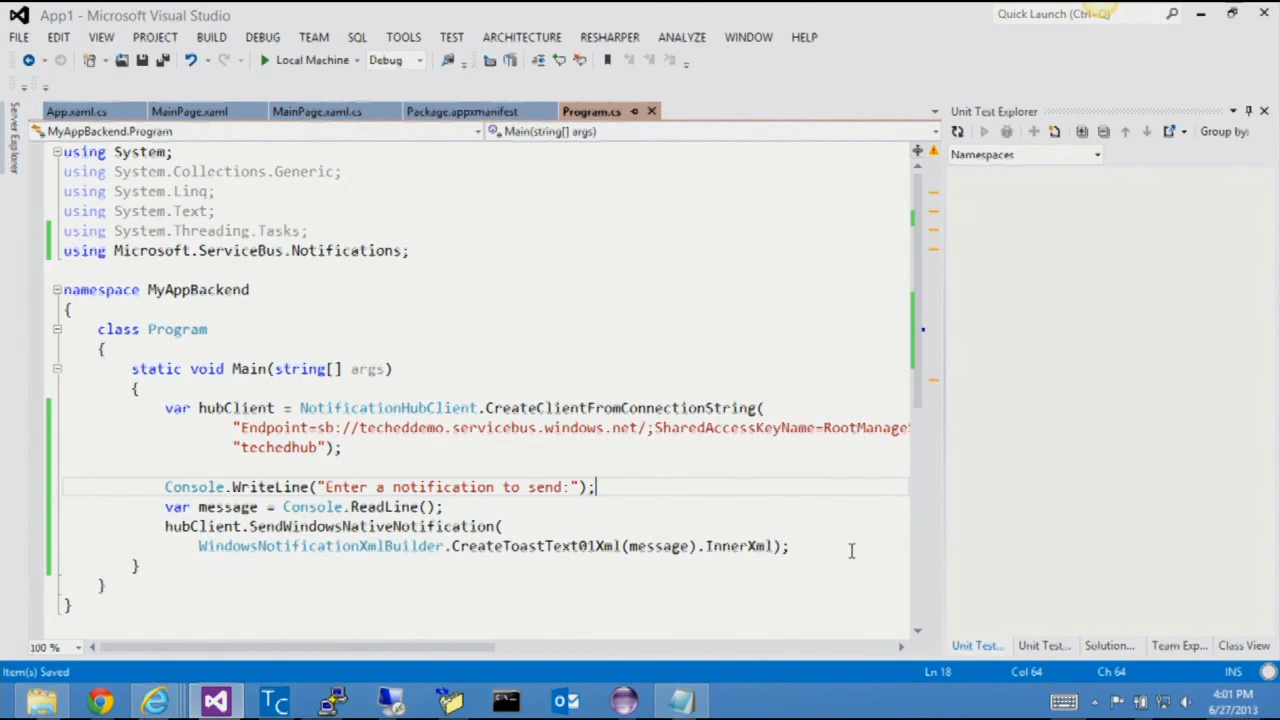 App1 - Microsoft Visual Studio
Quick Launch (Ctrl+Q)
FILE EDIT VIEW PROJECT BUILD DEBUG TEAM SQL TOOLS TEST ARCHITECTURE RESHARPER ANALYZE WINDOW HELP
Local Machine Debug
App.xaml.cs MainPage.xaml MainPage.xaml.cs Package.appxmanifest Program.cs
Unit Test Explorer
MyAppBackend.Program Main(string[] args)
Group by:
Namespaces
Server Explorer
using System;
using System.Collections.Generic;
using System.Linq;
using System.Text;
using System.Threading.Tasks;
using Microsoft.ServiceBus.Notifications;
namespace MyAppBackend
{
class Program
{
static void Main(string[] args)
{
var hubClient = NotificationHubClient.CreateClientFromConnectionString(
"Endpoint=sb://techeddemo.servicebus.windows.net/;SharedAccessKeyName=RootManageS
"techedhub");
Console.WriteLine("Enter a notification to send:");
var message = Console.ReadLine();
hubClient.SendWindowsNativeNotification(
WindowsNotificationXmlBuilder.CreateToastText01Xml(message).InnerXml);
}
}
}
100 %
Unit Test... Unit Test... Solution... Team Exp... Class View
Item(s) Saved Ln 18 Col 64 Ch 64 INS
TC
4:01 PM
6/27/2013